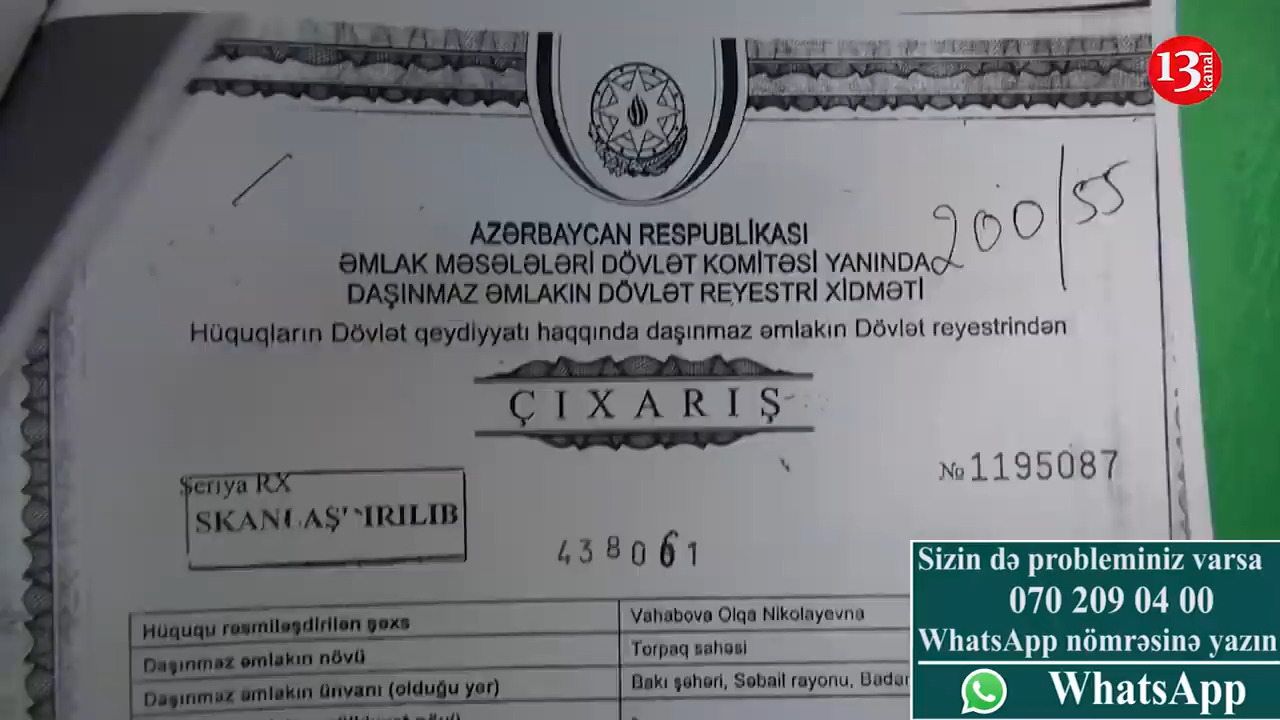 13 kanal
200/55
AZƏRBAYCAN RESPUBLİKASI
ƏMLAK MƏSƏLƏLƏRİ DÖVLƏT KOMİTƏSİ YANINDA
DAŞINMAZ ƏMLAKIN DÖVLƏT REYESTRİ XİDMƏTİ
Hüquqların Dövlət qeydiyyatı haqqında daşınmaz əmlakın Dövlət reyestrindən
ÇIXARIŞ
№ 1195087
Seriya RX
SKANLAŞDIRILIB
438061
Hüququ rəsmiləşdirilən şəxs Vahabova Olqa Nikolayevna
Daşınmaz əmlakın növü Torpaq sahəsi
Daşınmaz əmlakın ünvanı (olduğu yer) Bakı şəhəri, Səbail rayonu,
Sizin də probleminiz varsa
070 209 04 00
WhatsApp nömrəsinə yazın
WhatsApp